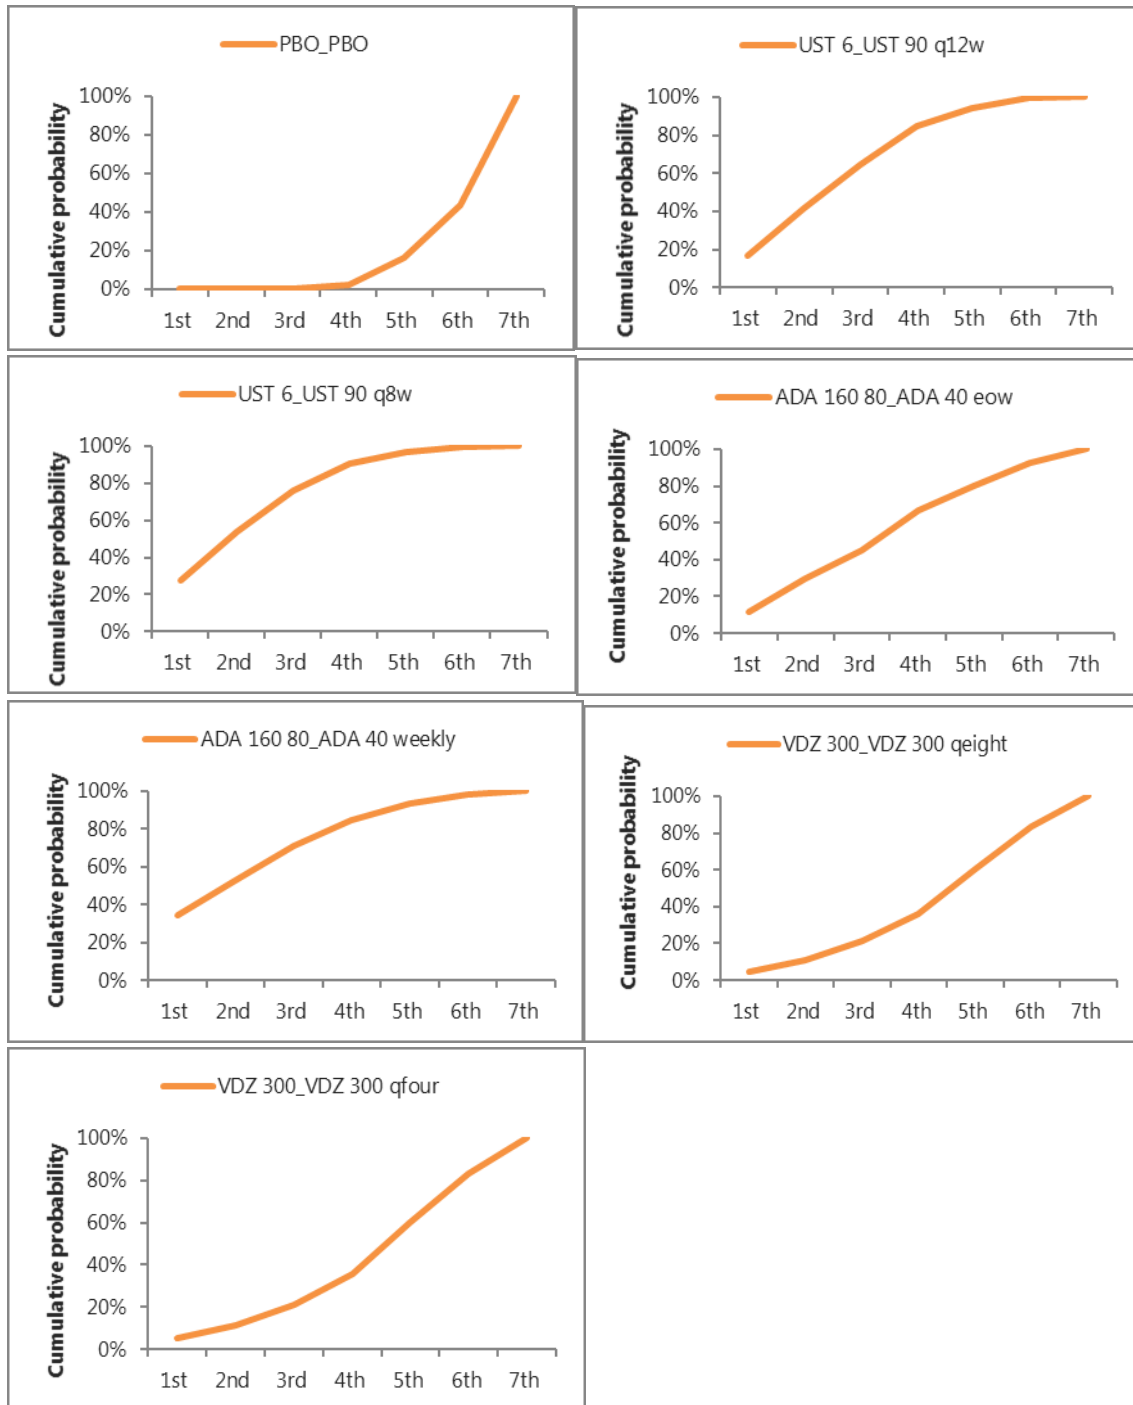 PBO_PBO
Cumulative probability
100%
80%
60%
40%
20%
0%
1st 2nd 3rd 4th 5th 6th 7th
UST 6_UST 90 q12w
Cumulative probability
100%
80%
60%
40%
20%
0%
1st 2nd 3rd 4th 5th 6th 7th
UST 6_UST 90 q8w
Cumulative probability
100%
80%
60%
40%
20%
0%
1st 2nd 3rd 4th 5th 6th 7th
ADA 160 80_ADA 40 eow
Cumulative probability
100%
80%
60%
40%
20%
0%
1st 2nd 3rd 4th 5th 6th 7th
ADA 160 80_ADA 40 weekly
Cumulative probability
100%
80%
60%
40%
20%
0%
1st 2nd 3rd 4th 5th 6th 7th
VDZ 300_VDZ 300 qeight
Cumulative probability
100%
80%
60%
40%
20%
0%
1st 2nd 3rd 4th 5th 6th 7th
VDZ 300_VDZ 300 qfour
Cumulative probability
100%
80%
60%
40%
20%
0%
1st 2nd 3rd 4th 5th 6th 7th